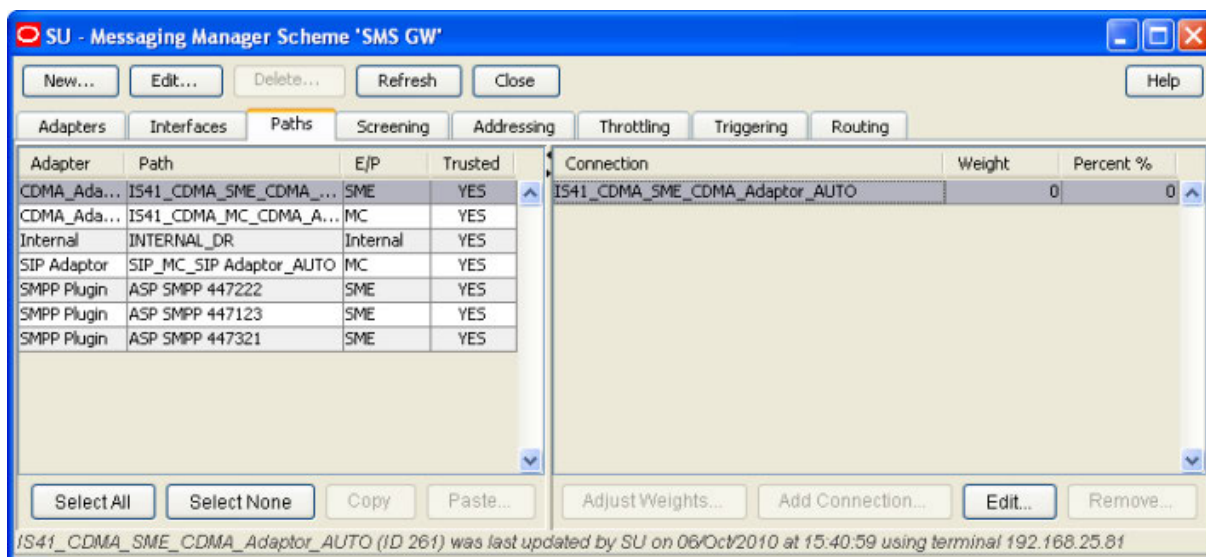 SU - Messaging Manager Scheme 'SMS GW'
New... Edit... Delete... Refresh Close Help
Adapters Interfaces Paths Screening Addressing Throttling Triggering Routing
Adapter Path E/P Trusted Connection Weight Percent %
CDMA_Ada... IS41_CDMA_SME_CDMA_... SME YES IS41_CDMA_SME_CDMA_Adaptor_AUTO 0 0
CDMA_Ada... IS41_CDMA_MC_CDMA_A... MC YES
Internal INTERNAL_DR Internal YES
SIP Adaptor SIP_MC_SIP Adaptor_AUTO MC YES
SMPP Plugin ASP SMPP 447222 SME YES
SMPP Plugin ASP SMPP 447123 SME YES
SMPP Plugin ASP SMPP 447321 SME YES
Select All Select None Copy Paste... Adjust Weights... Add Connection... Edit... Remove...
IS41_CDMA_SME_CDMA_Adaptor_AUTO (ID 261) was last updated by SU on 06/Oct/2010 at 15:40:59 using terminal 192.168.25.81